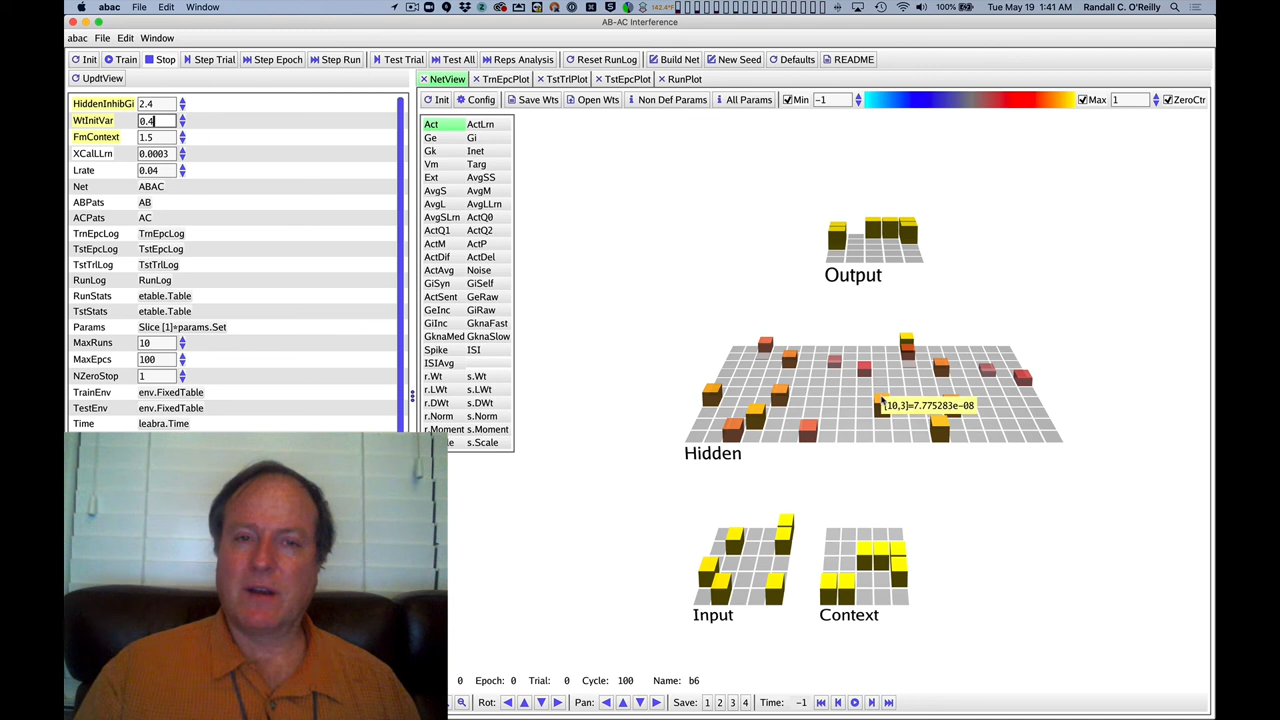 abac File Edit Window 142.4°F 100% Tue May 19 1:41 AM Randall C. O'Reilly
AB-AC Interference
abac File Edit Window
Init Train Stop Step Trial Step Epoch Step Run Test Trial Test All Reps Analysis Reset RunLog Build Net New Seed Defaults README
UpdtView
NetView TrnEpcPlot TstTrlPlot TstEpcPlot RunPlot
Init Config Save Wts Open Wts Non Def Params All Params Min -1 Max 1 ZeroCtr
HiddenInhibGi 2.4
WtInitVar 0.4
FmContext 1.5
XCalLLrn 0.0003
Lrate 0.04
Net ABAC
ABPats AB
ACPats AC
TrnEpcLog TrnEpcLog
TstEpcLog TstEpcLog
TstTrlLog TstTrlLog
RunLog RunLog
RunStats etable.Table
TstStats etable.Table
Params Slice [1]*params.Set
MaxRuns 10
MaxEpcs 100
NZeroStop 1
TrainEnv env.FixedTable
TestEnv env.FixedTable
Time leabra.Time
Act ActLrn
Ge Gi
Gk Inet
Vm Targ
Ext AvgSS
AvgS AvgM
AvgL AvgLLrn
AvgSLrn ActQ0
ActQ1 ActQ2
ActM ActP
ActDif ActDel
ActAvg Noise
GiSyn GiSelf
ActSent GeRaw
GeInc GiRaw
GiInc GknaFast
GknaMed GknaSlow
Spike ISI
ISIAvg
r.Wt s.Wt
r.LWt s.LWt
r.DWt s.DWt
r.Norm s.Norm
r.Moment s.Moment
s.Scale
Output
[10,3]=7.775283e-08
Hidden
Input Context
0 Epoch: 0 Trial: 0 Cycle: 100 Name: b6
Rot: Pan: Save: 1 2 3 4 Time: -1